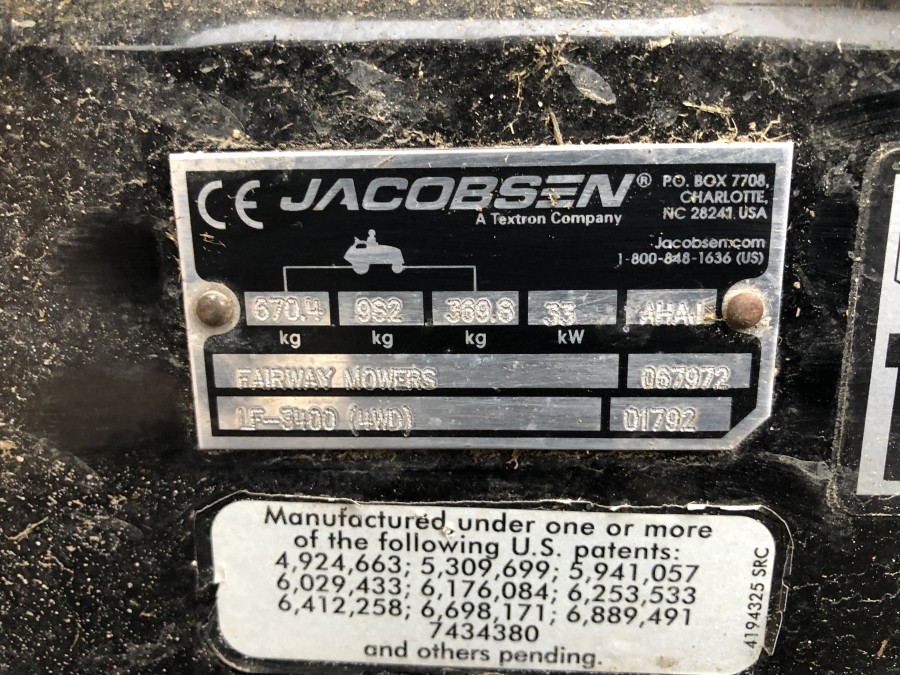 CE JACOBSEN® P.O. BOX 7708,
CHARLOTTE,
A Textron Company NC 28241 USA
Jacobsen.com
1-800-848-1636 (US)
670.4 952 369.8 33 AHAJ
kg kg kg kW
FAIRWAY MOWERS 067972
LF-3400 (4WD) 01792
Manufactured under one or more
of the following U.S. patents:
4,924,663; 5,309,699; 5,941,057
6,029,433; 6,176,084; 6,253,533
6,412,258; 6,698,171; 6,889,491
7434380
and others pending.
4194325 SRC